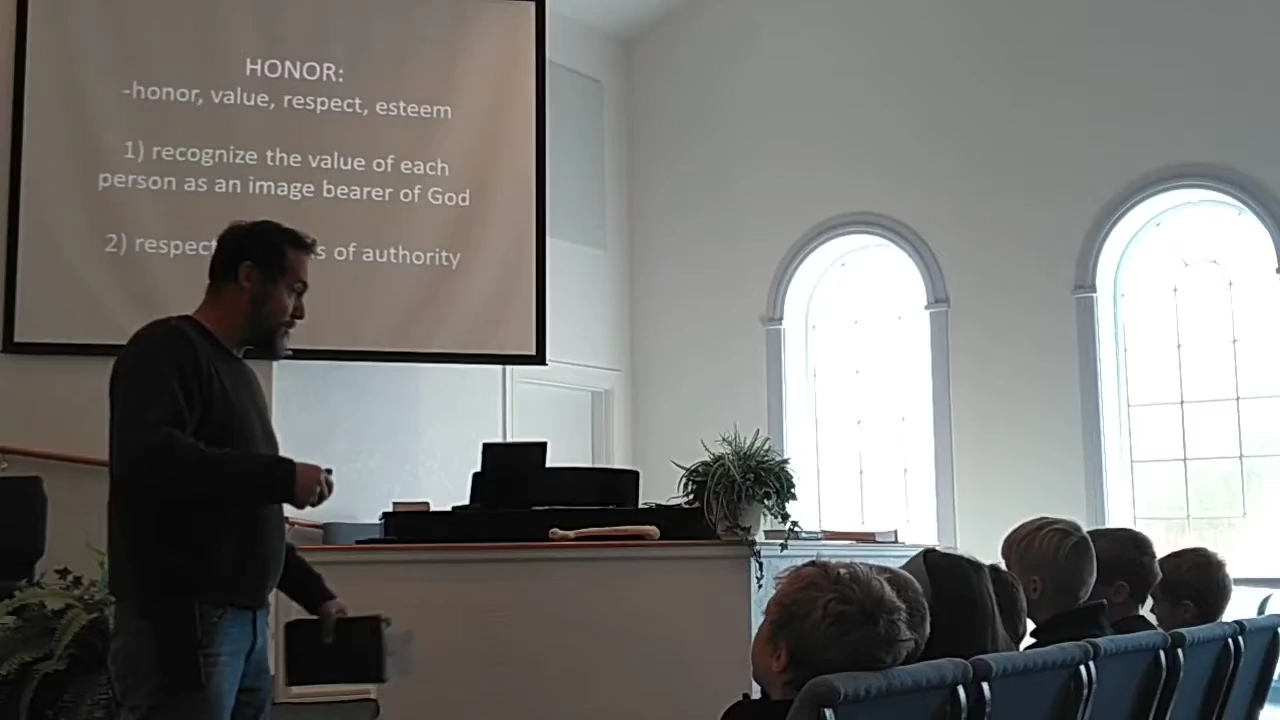 HONOR:
-honor, value, respect, esteem
1) recognize the value of each
person as an image bearer of God
2) respect of authority